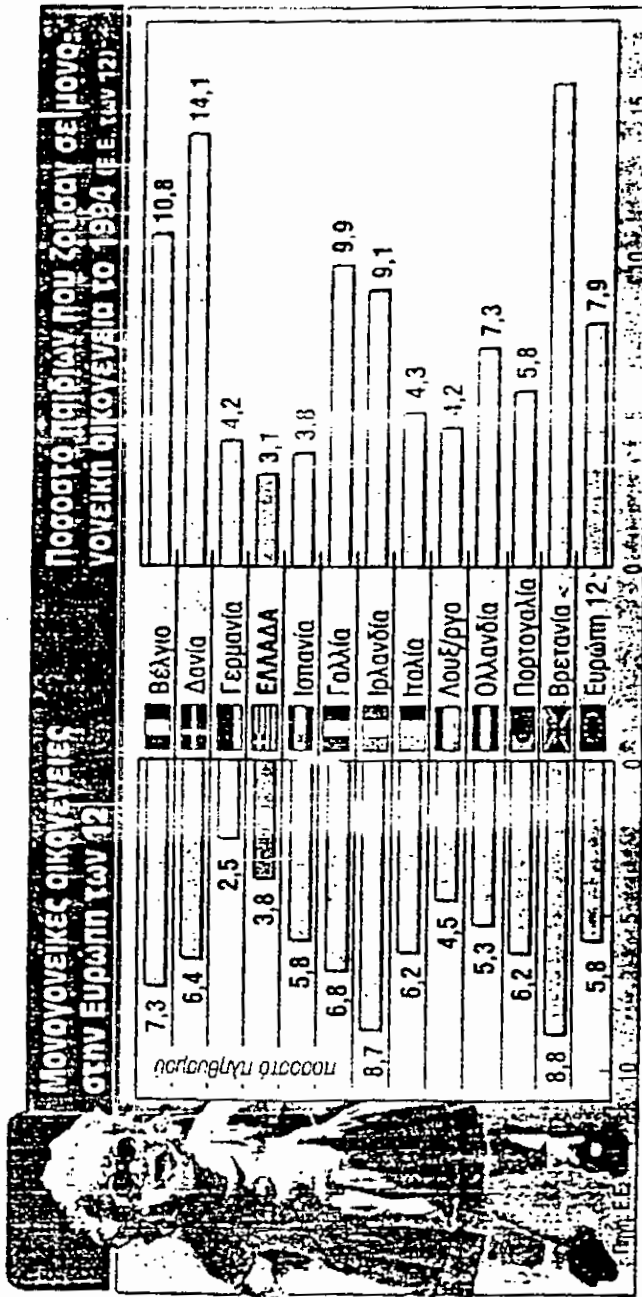 Μονογονεϊκές οικογένειες
στην Ευρώπη των 12
Ποσοστό παιδιών που ζούσαν σε μονο-
γονεϊκή οικογένεια το 1994 (Ε.Ε. των 12)
ποσοστό πληθυσμού
7,3 Βέλγιο 10,8
6,4 Δανία 14,1
2,5 Γερμανία 4,2
3,8 ΕΛΛΑΔΑ 3,1
5,8 Ισπανία 3,8
6,8 Γαλλία 9,9
8,7 Ιρλανδία 9,1
6,2 Ιταλία 4,3
4,5 Λουξ/ργο 4,2
5,3 Ολλανδία 7,3
6,2 Πορτογαλία 5,8
8,8 Βρετανία <
5,8 Ευρώπη 12 7,9
10 5 0 0 5 10 15
Ε.Ε.